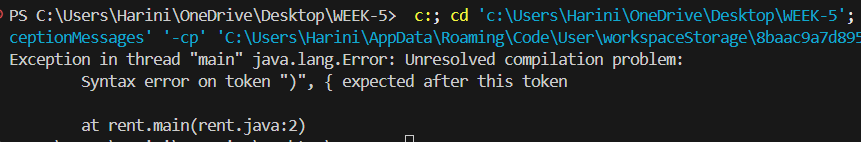 PS C:\Users\Harini\OneDrive\Desktop\WEEK-5>  c:; cd 'c:\Users\Harini\OneDrive\Desktop\WEEK-5';
ceptionMessages' '-cp' 'C:\Users\Harini\AppData\Roaming\Code\User\workspaceStorage\8baac9a7d895
Exception in thread "main" java.lang.Error: Unresolved compilation problem:
        Syntax error on token ")", { expected after this token

        at rent.main(rent.java:2)